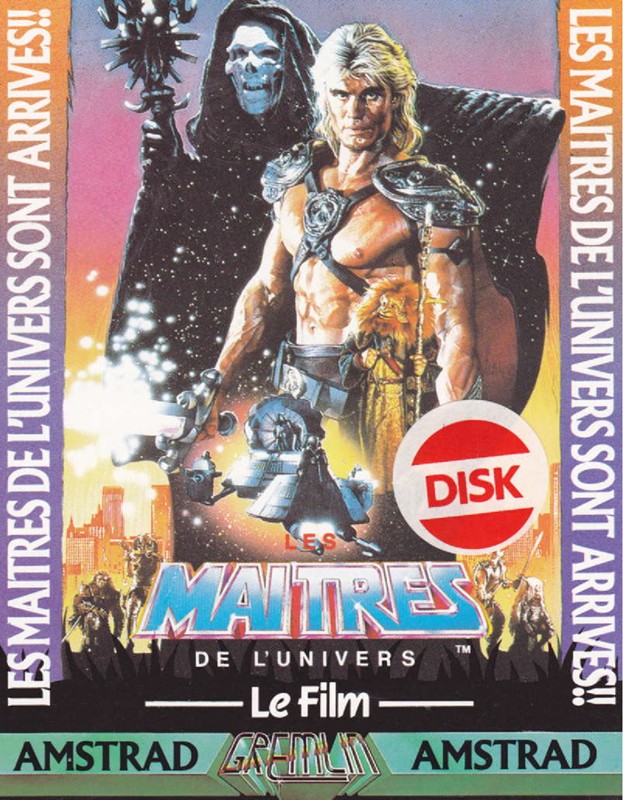 LES MAITRES DE L'UNIVERS SONT ARRIVES!!
LES MAITRES DE L'UNIVERS SONT ARRIVES!!
DISK
LES
MAITRES
TM
DE L'UNIVERS
Le Film
AMSTRAD GREMLIN AMSTRAD